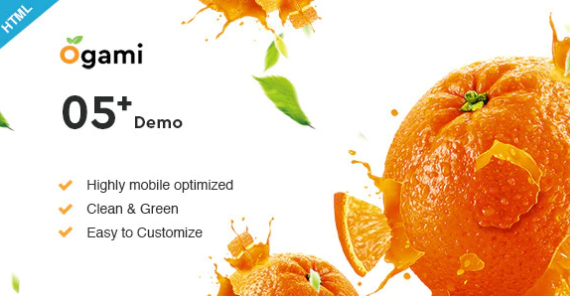 HTML
Ogami
05+ Demo
Highly mobile optimized
Clean & Green
Easy to Customize